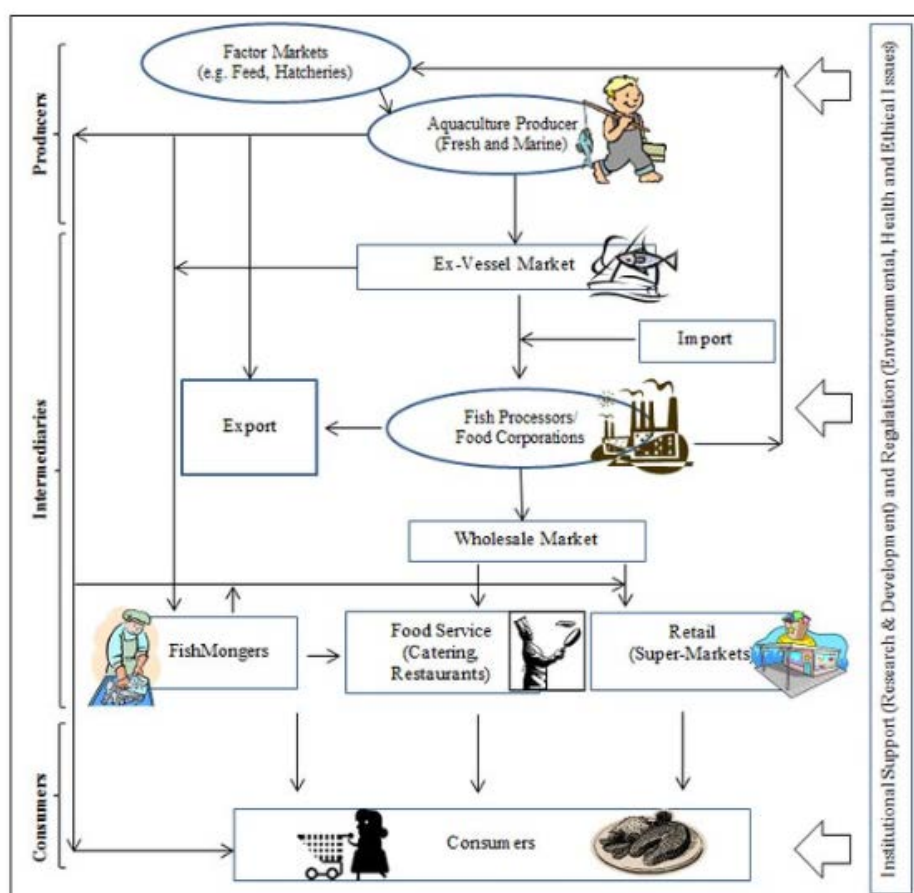 Factor Markets
(e.g. Feed, Hatcheries)
Producers
Aquaculture Producer
(Fresh and Marine)
Ex-Vessel Market
Import
Intermediaries
Export
Fish Processors/
Food Corporations
Wholesale Market
FishMongers
Food Service
(Catering,
Restaurants)
Retail
(Super-Markets)
Consumers
Consumers
Institutional Support (Research & Development) and Regulation (Environmental, Health and Ethical Issues)